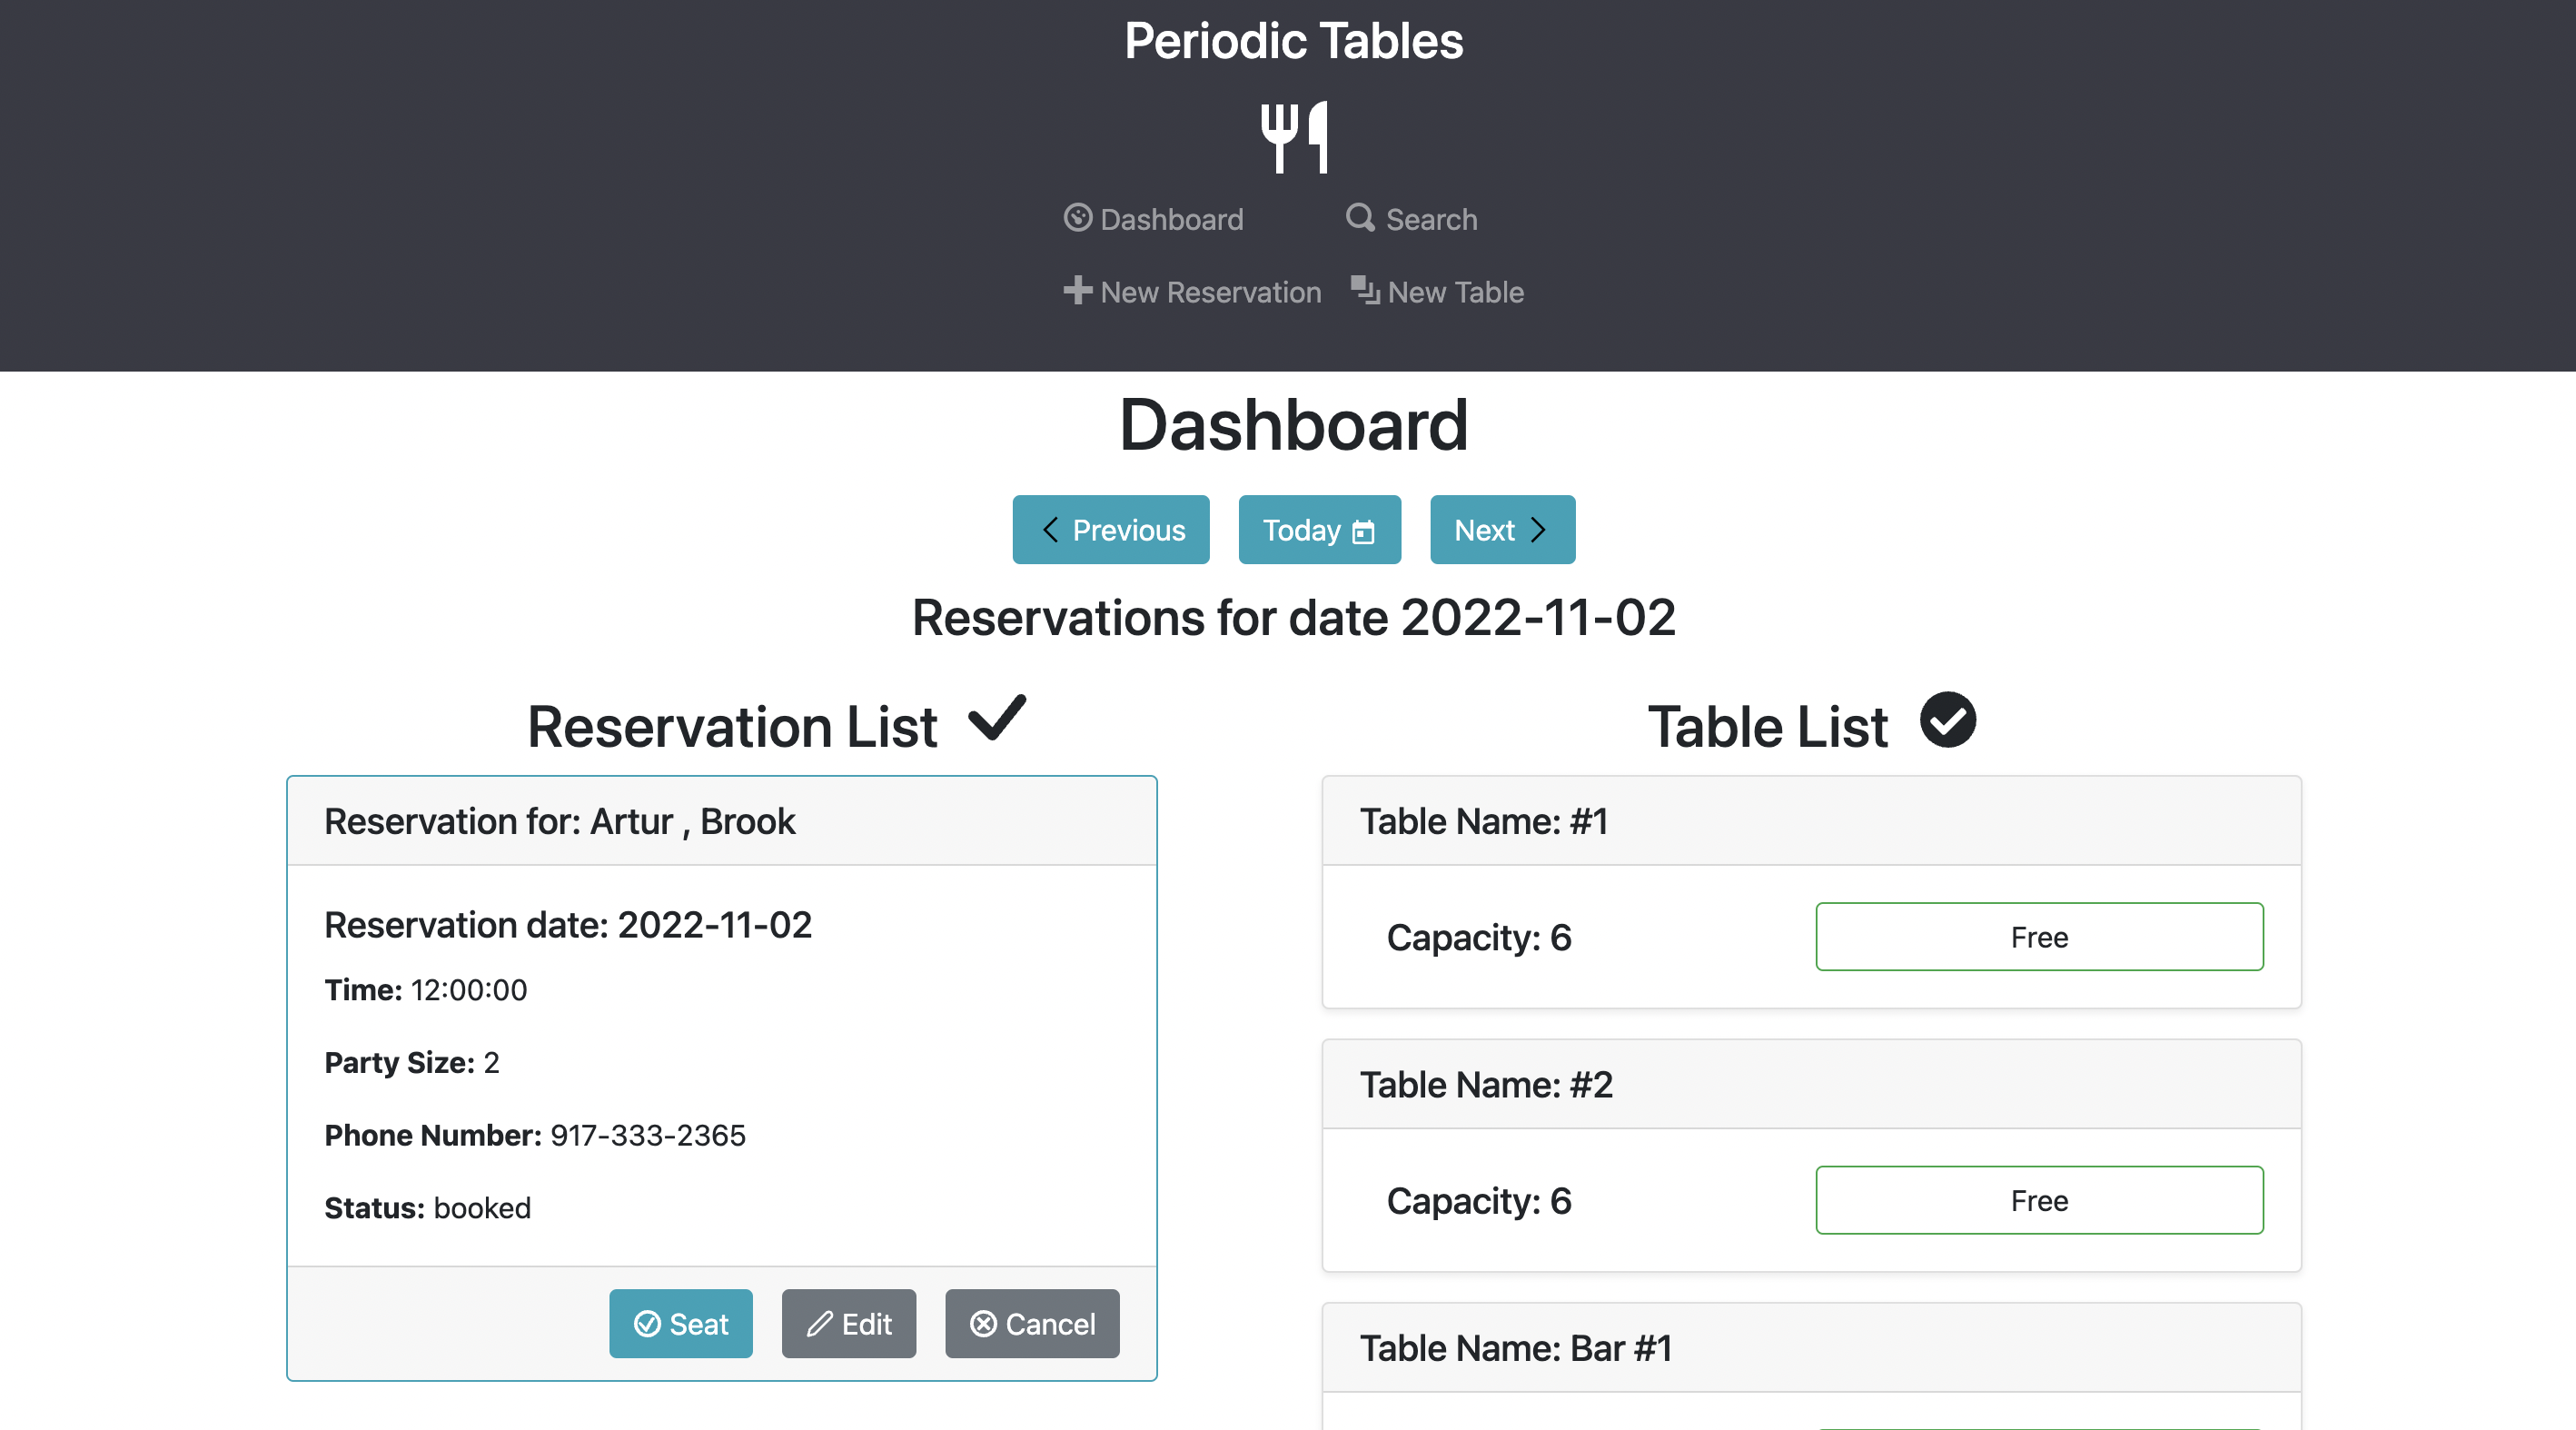 Periodic Tables
Dashboard Search
New Reservation New Table
Dashboard
Previous Today Next
Reservations for date 2022-11-02
Reservation List
Reservation for: Artur , Brook
Reservation date: 2022-11-02
Time: 12:00:00
Party Size: 2
Phone Number: 917-333-2365
Status: booked
Seat Edit Cancel
Table List
Table Name: #1
Capacity: 6 Free
Table Name: #2
Capacity: 6 Free
Table Name: Bar #1